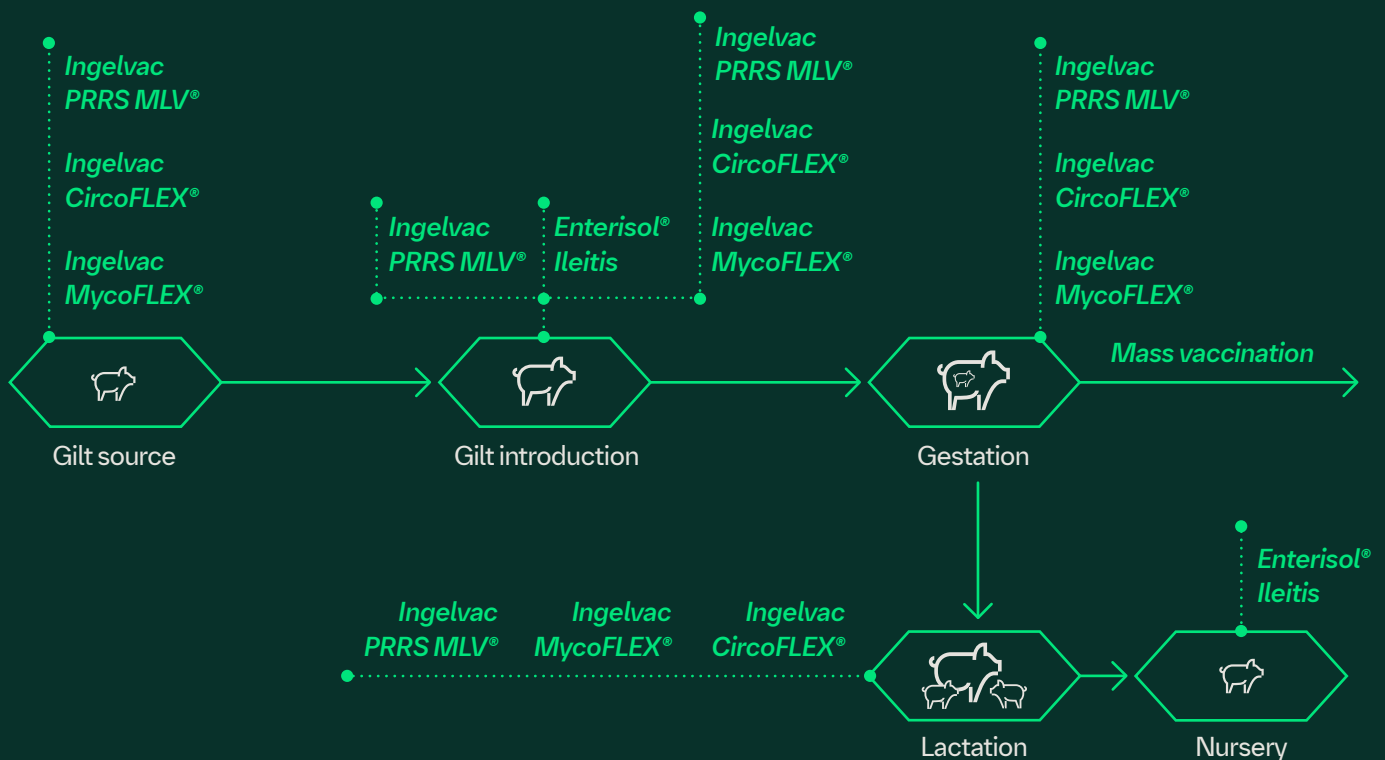 Ingelvac
PRRS MLV®
Ingelvac
CircoFLEX®
Ingelvac
MycoFLEX®
Gilt source
Ingelvac
PRRS MLV®
Enterisol®
Ileitis
Ingelvac
PRRS MLV®
Ingelvac
CircoFLEX®
Ingelvac
MycoFLEX®
Gilt introduction
Ingelvac
PRRS MLV®
Ingelvac
CircoFLEX®
Ingelvac
MycoFLEX®
Mass vaccination
Gestation
Ingelvac
PRRS MLV®
Ingelvac
MycoFLEX®
Ingelvac
CircoFLEX®
Lactation
Enterisol®
Ileitis
Nursery